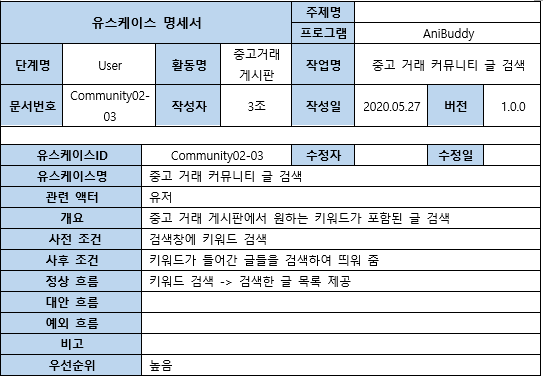 유스케이스 명세서
주제명
프로그램 AniBuddy
단계명 User 활동명 중고거래 게시판 작업명 중고 거래 커뮤니티 글 검색
문서번호 Community02-03 작성자 3조 작성일 2020.05.27 버전 1.0.0
유스케이스ID Community02-03 수정자 수정일
유스케이스명 중고 거래 커뮤니티 글 검색
관련 액터 유저
개요 중고 거래 게시판에서 원하는 키워드가 포함된 글 검색
사전 조건 검색창에 키워드 검색
사후 조건 키워드가 들어간 글들을 검색하여 띄워 줌
정상 흐름 키워드 검색 -> 검색한 글 목록 제공
대안 흐름
예외 흐름
비고
우선순위 높음